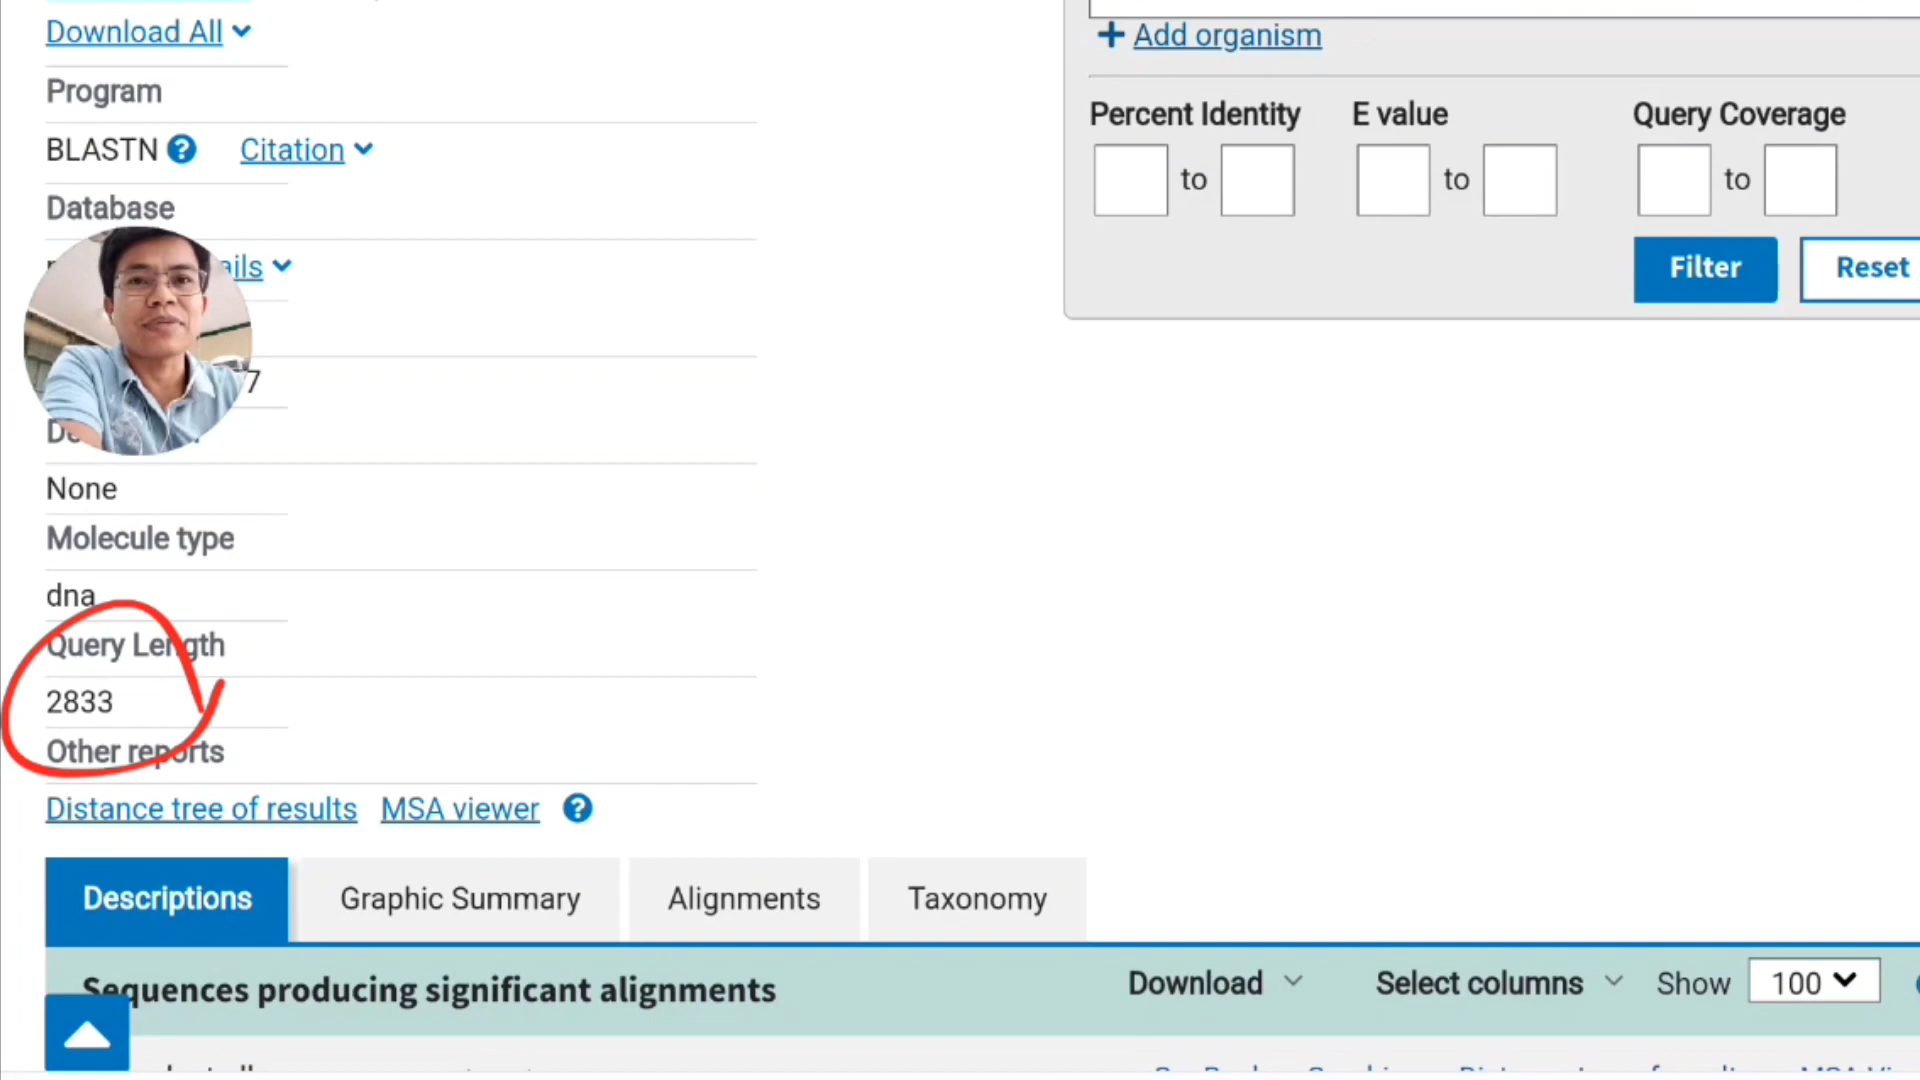 Download All
Add organism
Program
Percent Identity E value Query Coverage
BLASTN Citation
to to to
Database
Filter Reset
7
None
Molecule type
dna
Query Length
2833
Other reports
Distance tree of results MSA viewer
Descriptions Graphic Summary Alignments Taxonomy
Sequences producing significant alignments Download Select columns Show 100